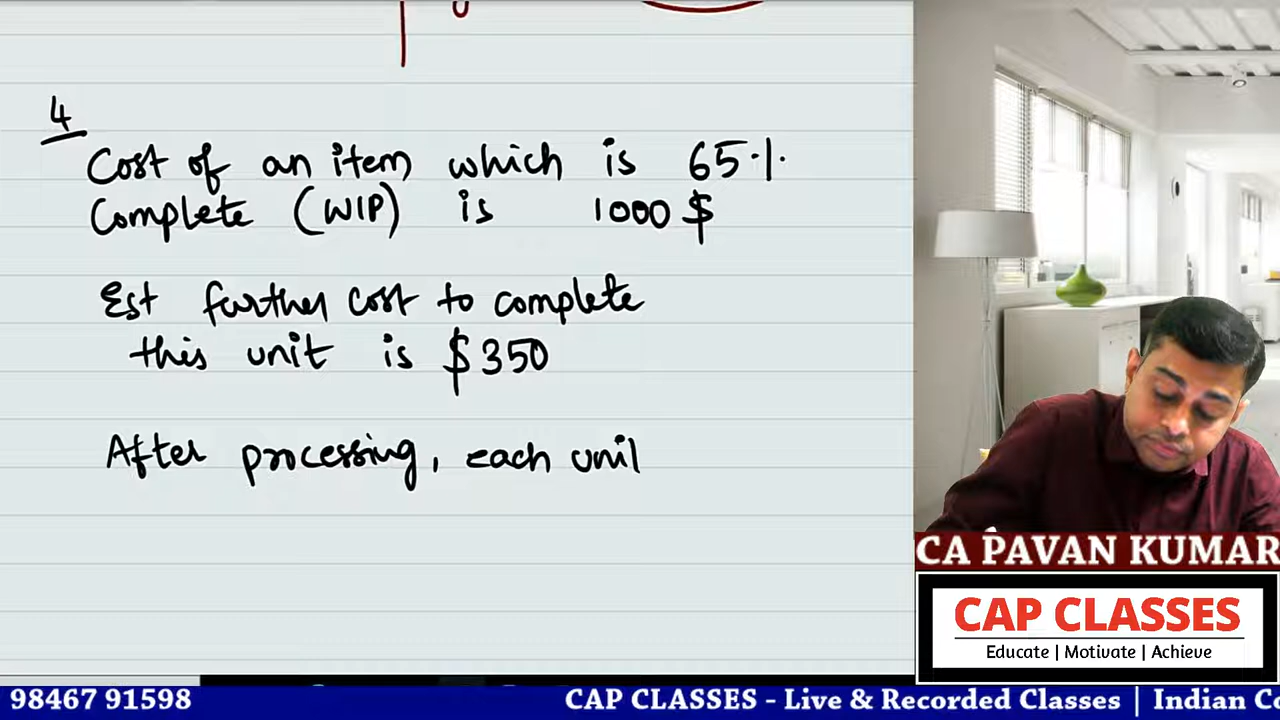 4
Cost of an item which is 65%
Complete (WIP) is 1000 $
Est further cost to complete
this unit is $350
After processing, each unit
CA PAVAN KUMAR
CAP CLASSES
Educate | Motivate | Achieve
98467 91598 CAP CLASSES - Live & Recorded Classes | Indian Co